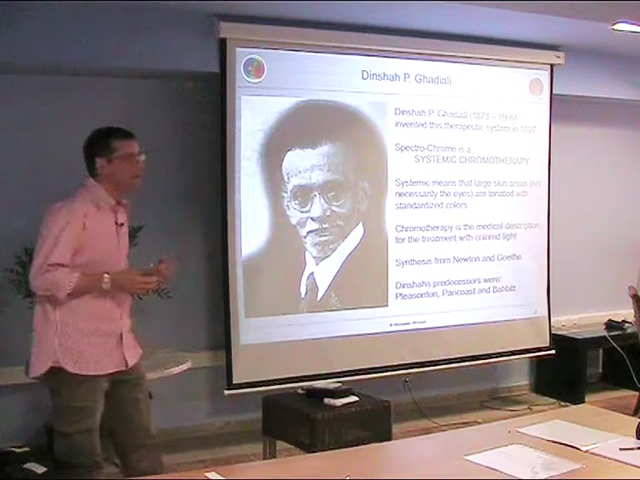 Dinshah P. Ghadiali
Dinshah P. Ghadiali (1873 – 1966)
invented this therapeutic system in 1897
Spectro-Chrome is a
SYSTEMIC CHROMOTHERAPY
Systemic means that large skin areas (not
necessarily the eyes) are tonated with
standardized colors
Chromotherapy is the medical description
for the treatment with colored light
Synthesis from Newton and Goethe
Dinshahs predecessors were:
Pleasonton, Pancoast and Babbitt